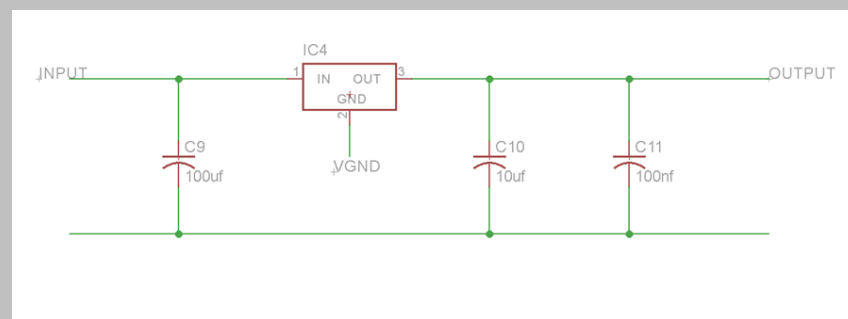 IC4
INPUT
1
IN
OUT
3
OUTPUT
GND
2
VGND
C9
100uf
C10
10uf
C11
100nf